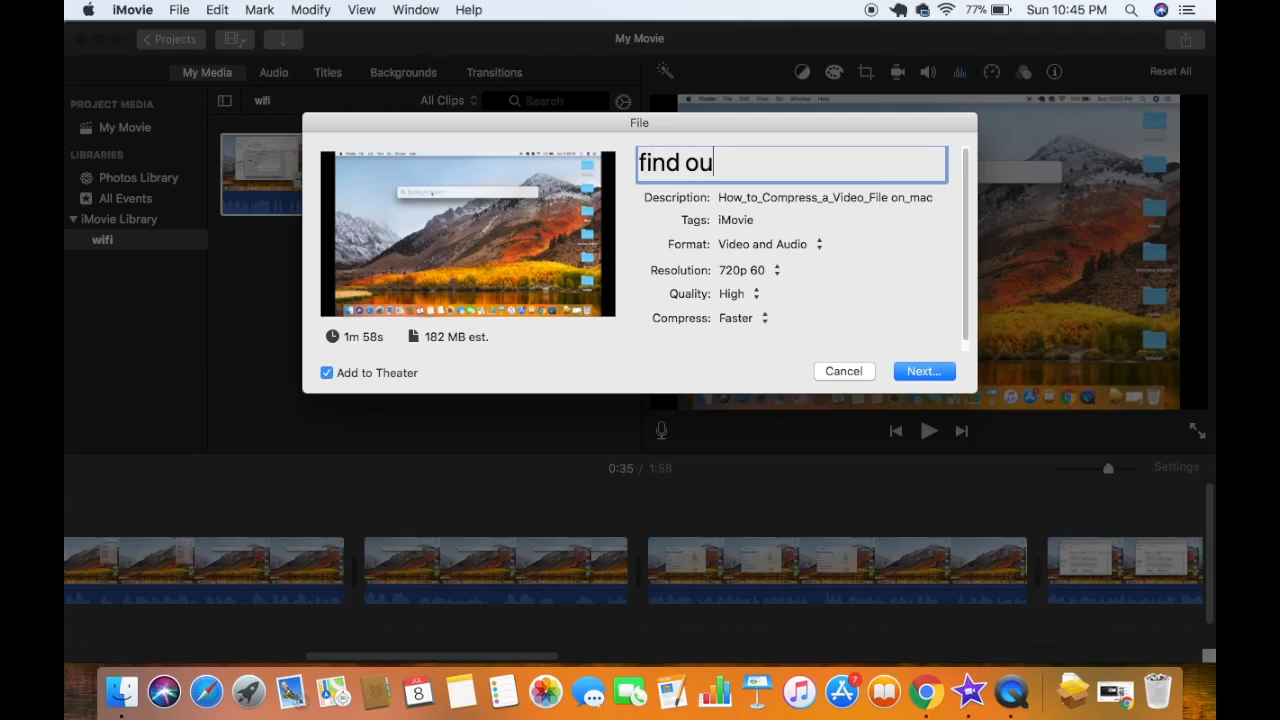 iMovie File Edit Mark Modify View Window Help 77% Sun 10:45 PM
Projects My Movie
My Media Audio Titles Backgrounds Transitions Reset All
PROJECT MEDIA wifi All Clips Search
My Movie
LIBRARIES
Photos Library
All Events
iMovie Library
wifi
File
find ou
Description: How_to_Compress_a_Video_File on_mac
Tags: iMovie
Format: Video and Audio
Resolution: 720p 60
Quality: High
Compress: Faster
1m 58s 182 MB est.
Add to Theater Cancel Next...
0:35 / 1:58 Settings
8
7